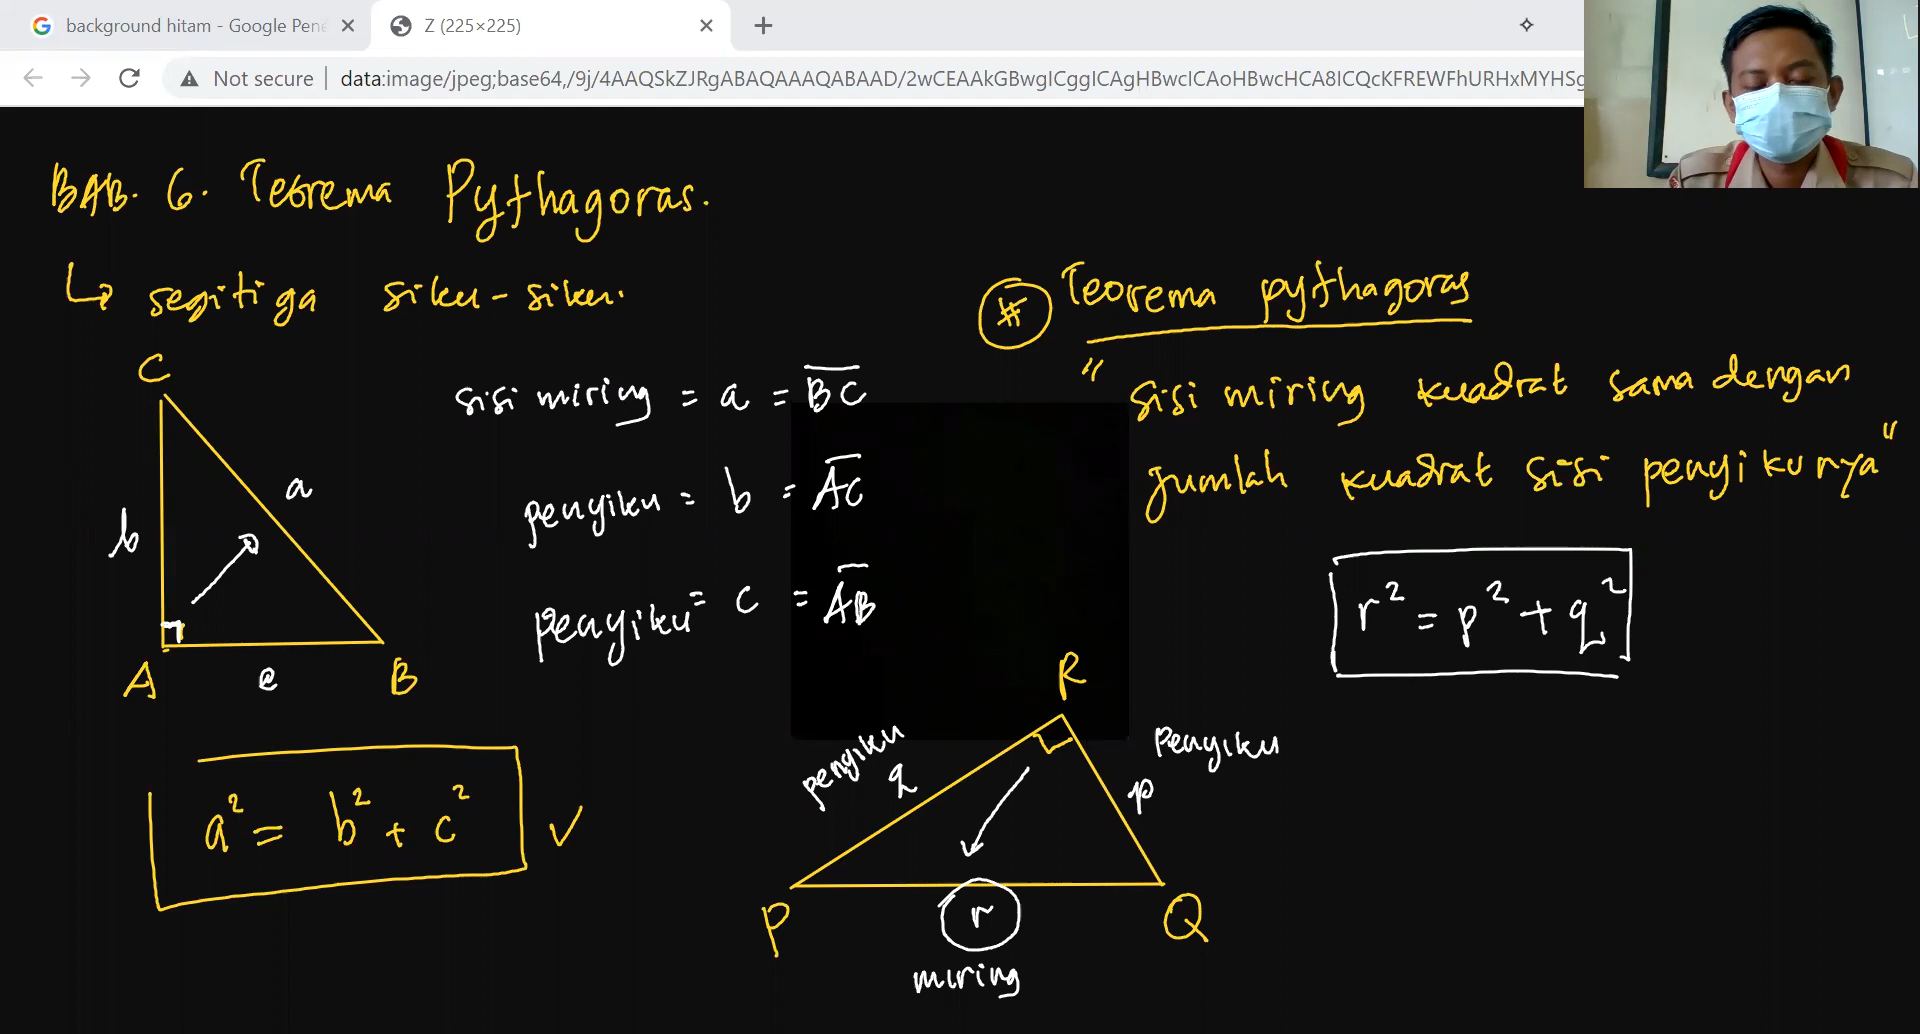 background hitam - Google Pene
Z (225×225)
Not secure
data:image/jpeg;base64,/9j/4AAQSkZJRgABAQAAAQABAAD/2wCEAAkGBwgICggICAgHBwcICAoHBwcHCA8ICQcKFREWFhURHxMYHSg
BAB. 6. Teorema Pythagoras.
↳ segitiga siku-siku.
C
b
a
A
c
B
sisi miring = a = BC
penyiku = b = AC
penyiku = c = AB
a² = b² + c² ✓
# Teorema pythagoras
" sisi miring kuadrat sama dengan
jumlah kuadrat sisi penyikunya "
r² = p² + q²
R
penyiku
q
Penyiku
p
P
r
Q
miring